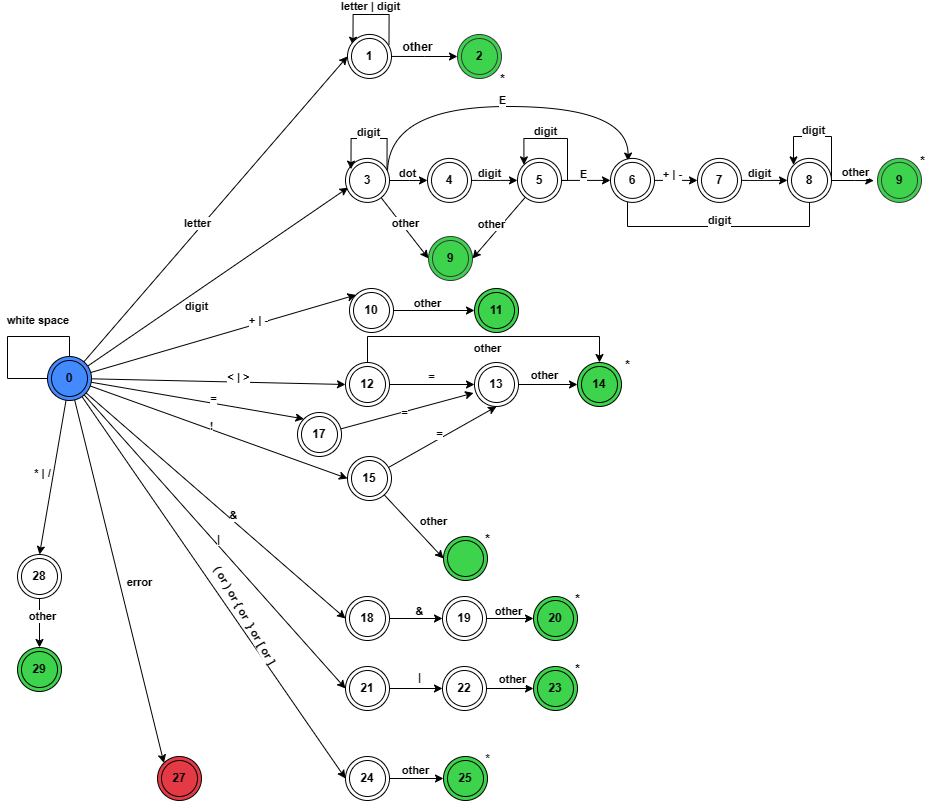 letter | digit
1
other
2
*
E
digit
digit
digit
3
dot
4
digit
5
E
6
+ | -
7
digit
8
other
9
*
letter
other
other
digit
9
digit
+ | -
10
other
11
white space
other
0
< | >
12
=
13
other
14
*
=
17
=
!
=
15
* | /
&
other
*
|
28
error
( or ) or { or } or [ or ]
other
18
&
19
other
20
*
29
21
|
22
other
23
*
27
24
other
25
*